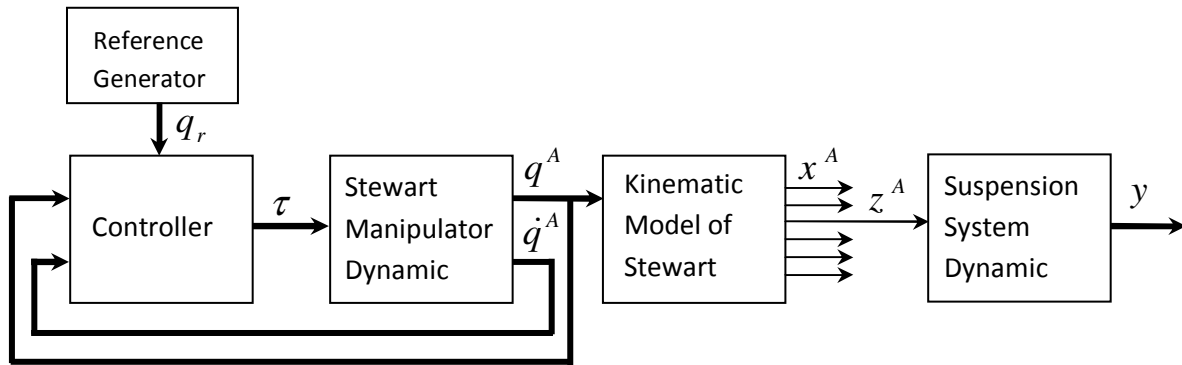 Reference
Generator
q_r
Controller
τ
Stewart
Manipulator
Dynamic
q^A
q̇^A
Kinematic
Model of
Stewart
x^A
z^A
Suspension
System
Dynamic
y